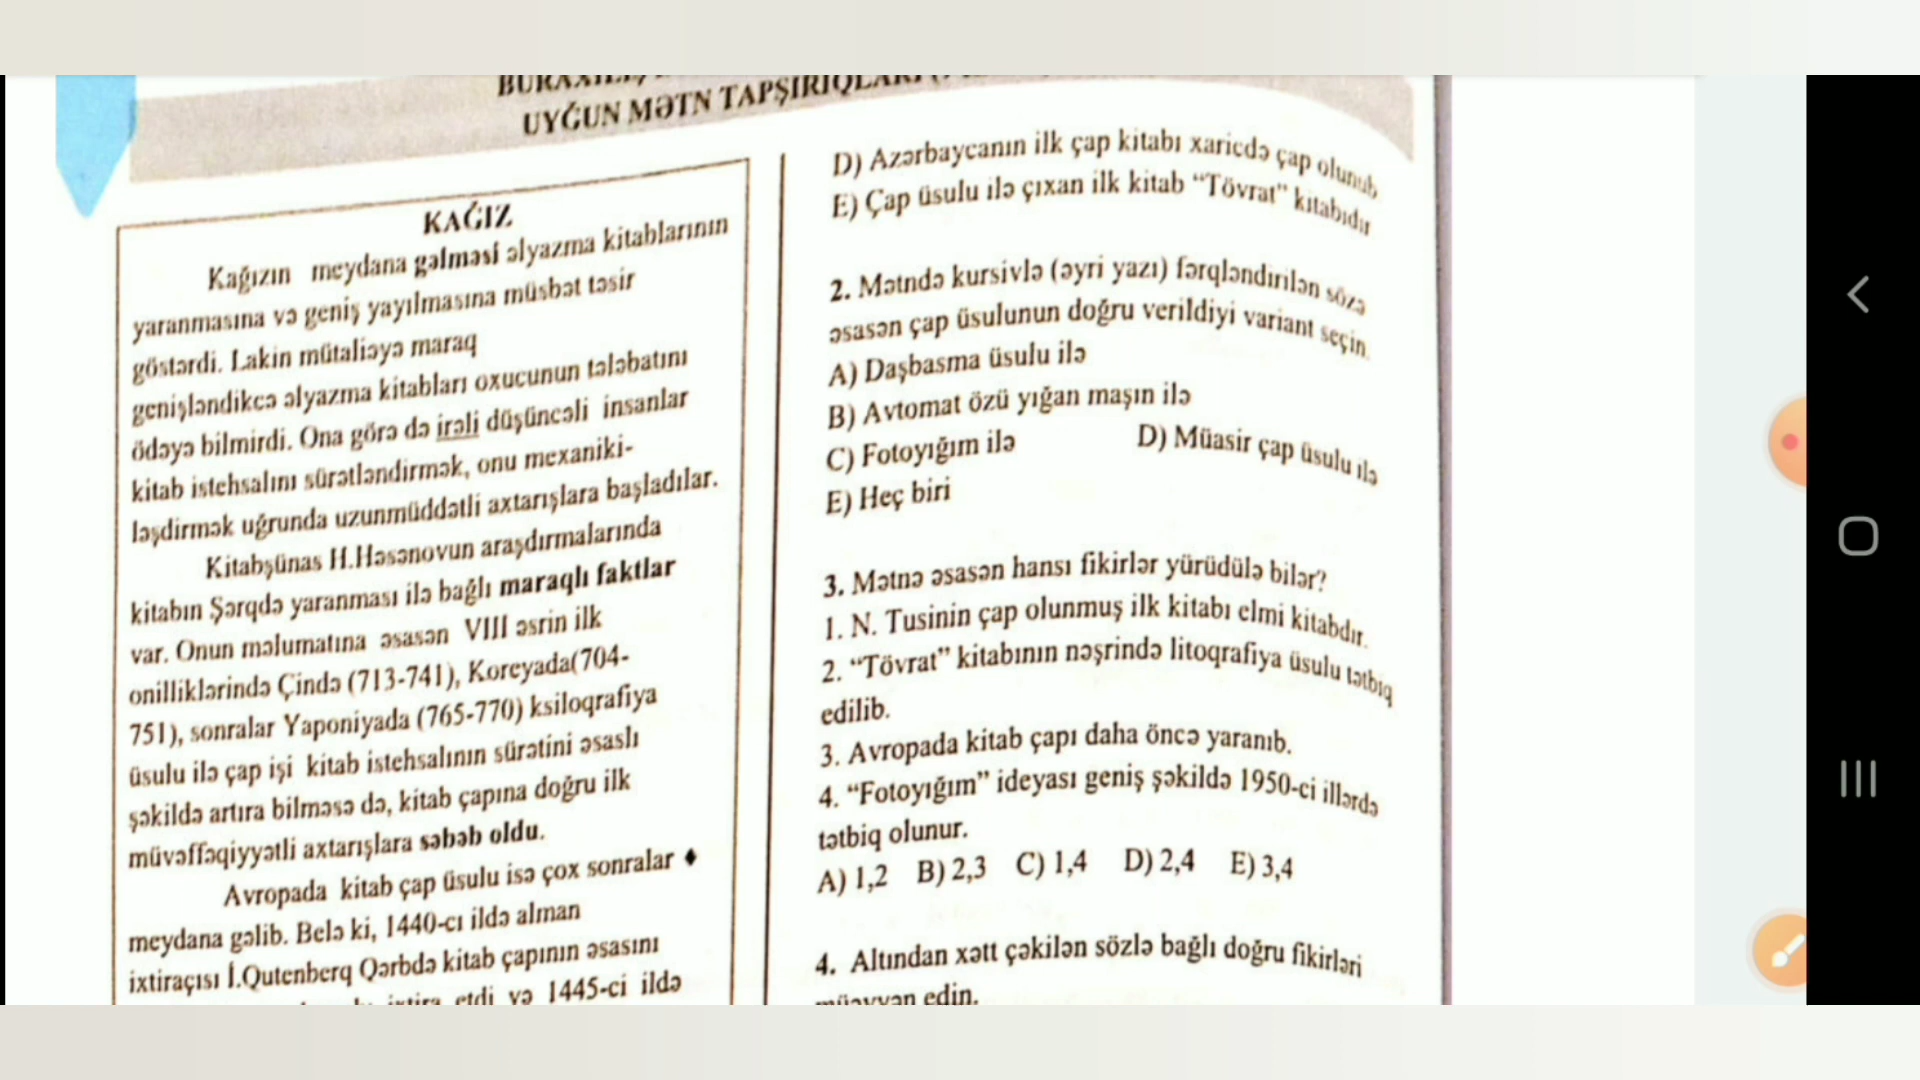 UYĞUN MƏTN TAPŞIRIQLARI
KAĞIZ
Kağızın meydana gəlməsi əlyazma kitablarının
yaranmasına və geniş yayılmasına müsbət təsir
göstərdi. Lakin mütaliəyə maraq
genişləndikcə əlyazma kitabları oxucunun tələbatını
ödəyə bilmirdi. Ona görə də irəli düşüncəli insanlar
kitab istehsalını sürətləndirmək, onu mexaniki-
ləşdirmək uğrunda uzunmüddətli axtarışlara başladılar.
Kitabşünas H.Həsənovun araşdırmalarında
kitabın Şərqdə yaranması ilə bağlı maraqlı faktlar
var. Onun məlumatına əsasən VIII əsrin ilk
onilliklərində Çində (713-741), Koreyada(704-
751), sonralar Yaponiyada (765-770) ksiloqrafiya
üsulu ilə çap işi kitab istehsalının sürətini əsaslı
şəkildə artıra bilməsə də, kitab çapına doğru ilk
müvəffəqiyyətli axtarışlara səbəb oldu.
Avropada kitab çap üsulu isə çox sonralar ♦
meydana gəlib. Belə ki, 1440-cı ildə alman
ixtiraçısı İ.Qutenberq Qərbdə kitab çapının əsasını
ixtira etdi və 1445-ci ildə
D) Azərbaycanın ilk çap kitabı xaricdə çap olunub
E) Çap üsulu ilə çıxan ilk kitab “Tövrat” kitabıdır
2. Mətndə kursivlə (əyri yazı) fərqləndirilən sözə
əsasən çap üsulunun doğru verildiyi variant seçin.
A) Daşbasma üsulu ilə
B) Avtomat özü yığan maşın ilə
C) Fotoyığım ilə D) Müasir çap üsulu ilə
E) Heç biri
3. Mətnə əsasən hansı fikirlər yürüdülə bilər?
1. N. Tusinin çap olunmuş ilk kitabı elmi kitabdır.
2. “Tövrat” kitabının nəşrində litoqrafiya üsulu tətbiq
edilib.
3. Avropada kitab çapı daha öncə yaranıb.
4. “Fotoyığım” ideyası geniş şəkildə 1950-ci illərdə
tətbiq olunur.
A) 1,2 B) 2,3 C) 1,4 D) 2,4 E) 3,4
4. Altından xətt çəkilən sözlə bağlı doğru fikirləri
müəyyən edin.